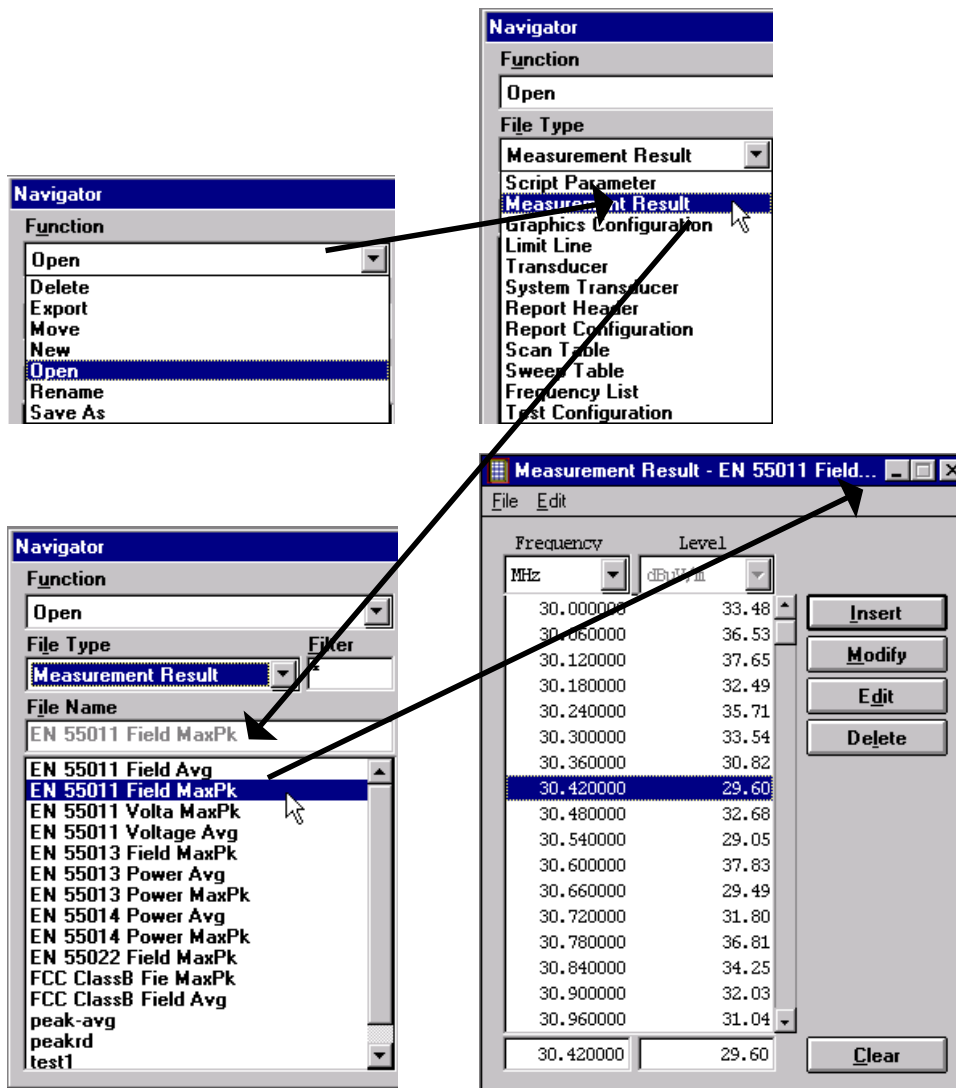 Navigator
Function
Open
File Type
Measurement Result
Script Parameter
Measurement Result
Graphics Configuration
Limit Line
Transducer
System Transducer
Report Header
Report Configuration
Scan Table
Sweep Table
Frequency List
Test Configuration
Navigator
Function
Open
Delete
Export
Move
New
Open
Rename
Save As
Navigator
Function
Open
File Type Filter
Measurement Result *
File Name
EN 55011 Field MaxPk
EN 55011 Field Avg
EN 55011 Field MaxPk
EN 55011 Volta MaxPk
EN 55011 Voltage Avg
EN 55013 Field MaxPk
EN 55013 Power Avg
EN 55013 Power MaxPk
EN 55014 Power Avg
EN 55014 Power MaxPk
EN 55022 Field MaxPk
FCC ClassB Fie MaxPk
FCC ClassB Field Avg
peak-avg
peakrd
test1
Measurement Result - EN 55011 Field...
File Edit
Frequency Level
MHz dBuV/m
30.000000 33.48
30.060000 36.53
30.120000 37.65
30.180000 32.49
30.240000 35.71
30.300000 33.54
30.360000 30.82
30.420000 29.60
30.480000 32.68
30.540000 29.05
30.600000 37.83
30.660000 29.49
30.720000 31.80
30.780000 36.81
30.840000 34.25
30.900000 32.03
30.960000 31.04
30.420000 29.60
Insert
Modify
Edit
Delete
Clear